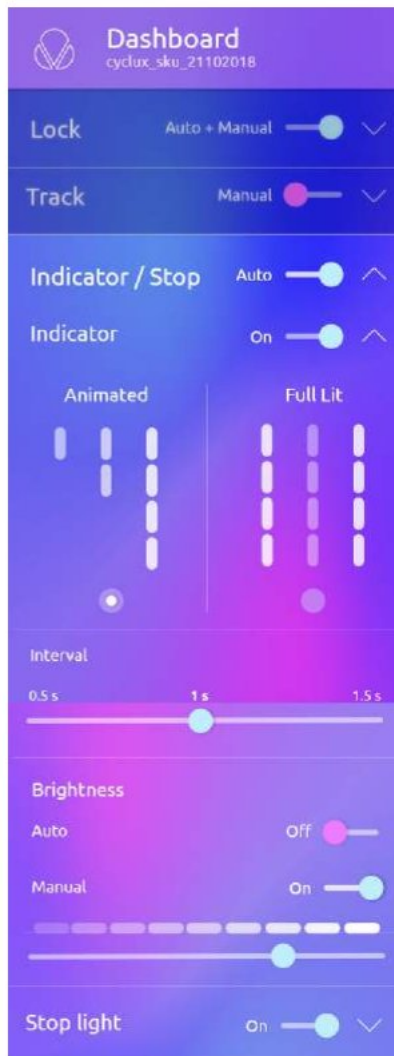 Dashboard
cyclux_sku_21102018
Lock Auto + Manual
Track Manual
Indicator / Stop Auto
Indicator On
Animated Full Lit
Interval
0.5 s 1 s 1.5 s
Brightness
Auto Off
Manual On
Stop light On